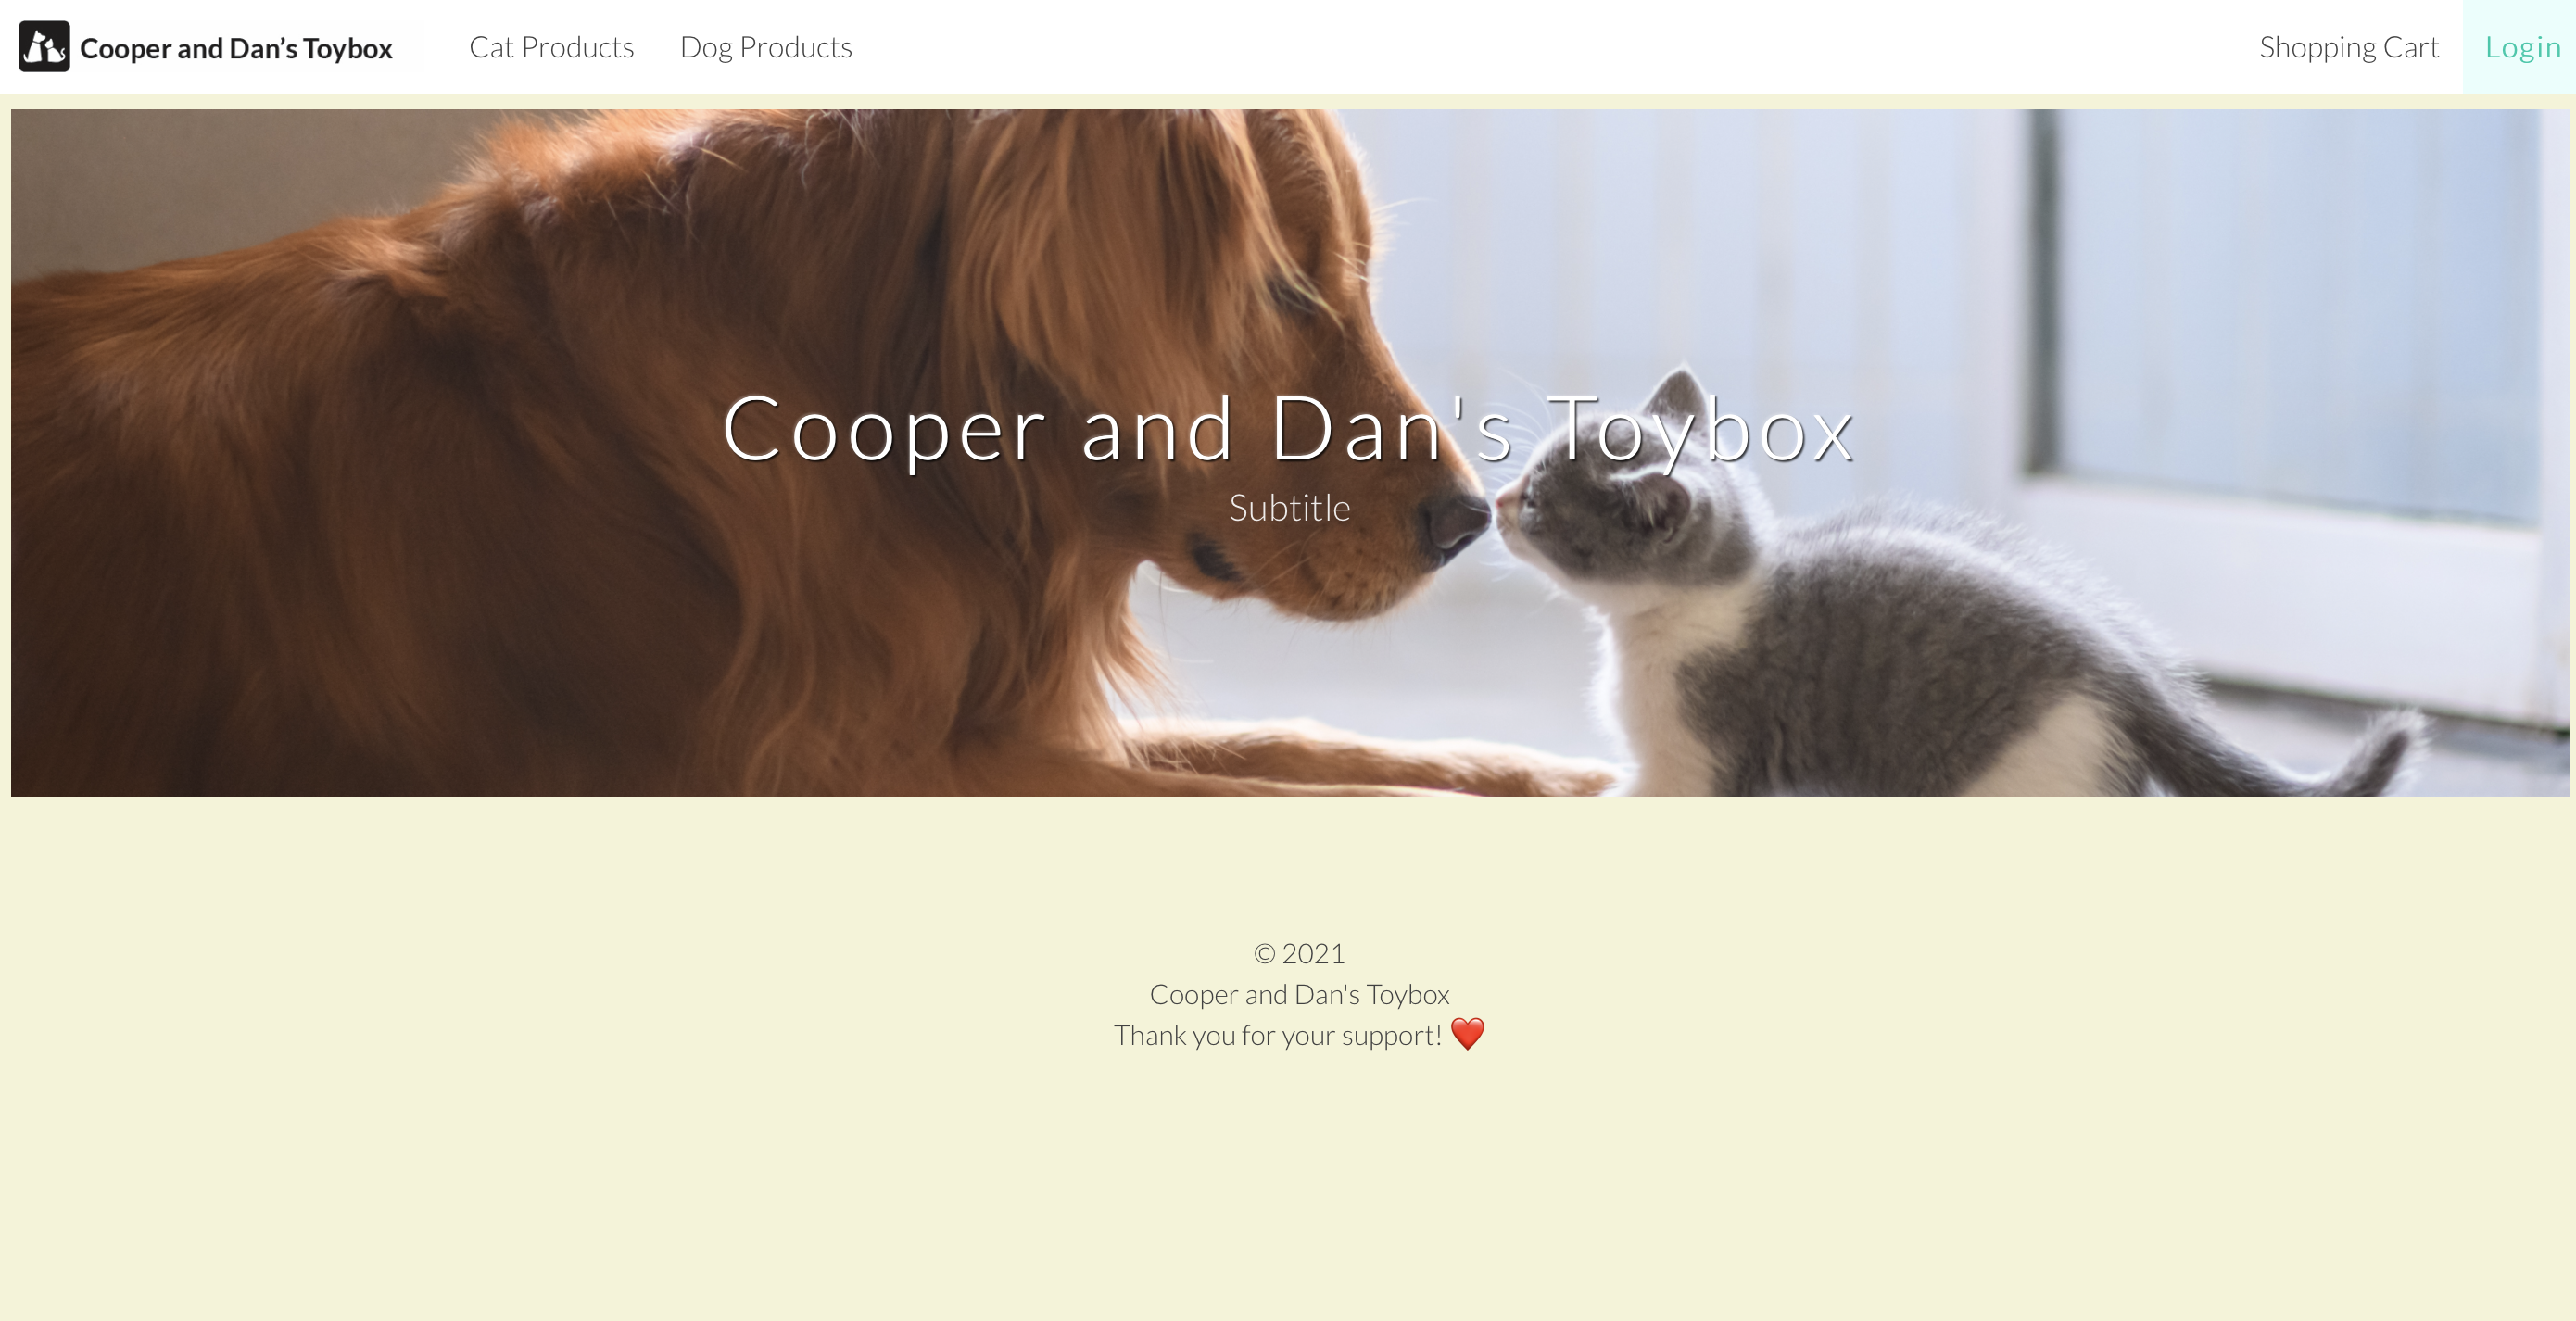 Cooper and Dan’s Toybox
Cat Products
Dog Products
Shopping Cart
Login
Cooper and Dan's Toybox
Subtitle
© 2021
Cooper and Dan's Toybox
Thank you for your support! ❤️